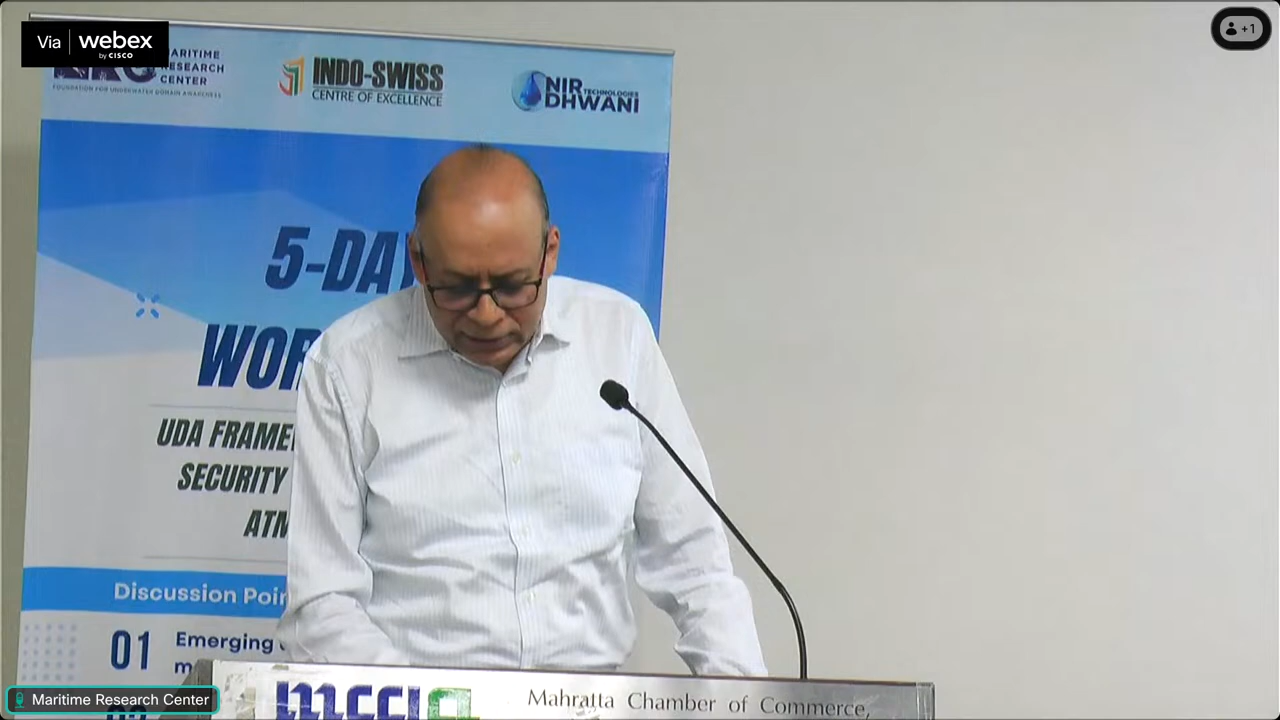 Via webex
by CISCO
+1
MARITIME
RESEARCH
CENTER
FOUNDATION FOR UNDERWATER DOMAIN AWARENESS
INDO-SWISS
CENTRE OF EXCELLENCE
NIR
DHWANI
TECHNOLOGIES
5-DAY
WOR
UDA FRAME
SECURITY
ATM
Discussion Poin
01 Emerging
m
Maritime Research Center
mccia
Mahratta Chamber of Commerce,